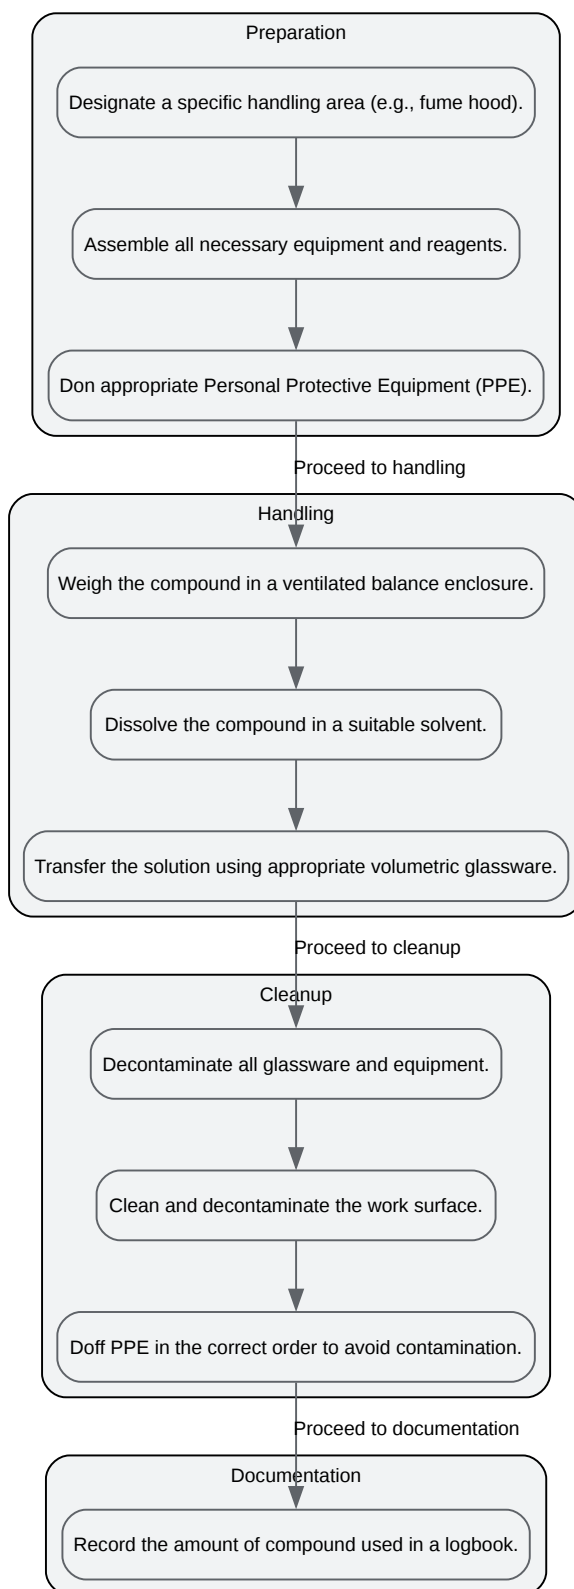 Preparation
Designate a specific handling area (e.g., fume hood).
Assemble all necessary equipment and reagents.
Don appropriate Personal Protective Equipment (PPE).
Proceed to handling
Handling
Weigh the compound in a ventilated balance enclosure.
Dissolve the compound in a suitable solvent.
Transfer the solution using appropriate volumetric glassware.
Proceed to cleanup
Cleanup
Decontaminate all glassware and equipment.
Clean and decontaminate the work surface.
Doff PPE in the correct order to avoid contamination.
Proceed to documentation
Documentation
Record the amount of compound used in a logbook.